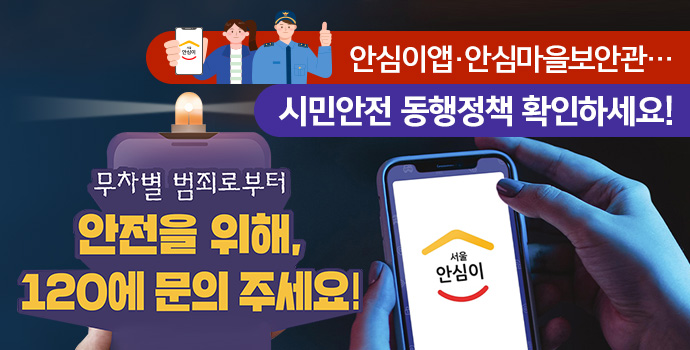 안심이앱·안심마을보안관…
시민안전 동행정책 확인하세요!
무차별 범죄로부터
안전을 위해,
120에 문의 주세요!
서울
안심이